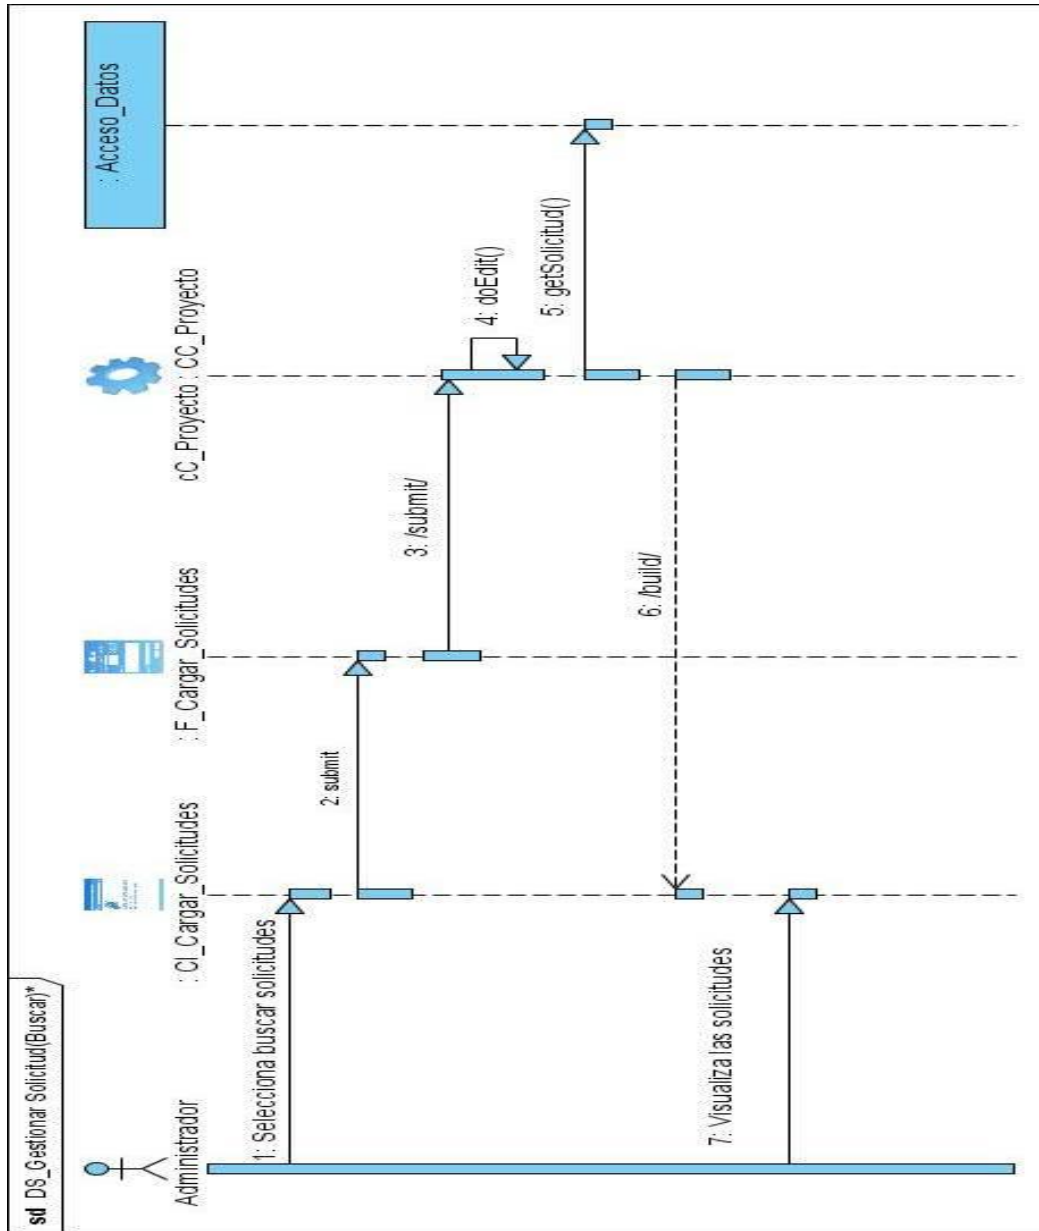 sd DS_Gestionar Solicitud(Buscar)*
Administrador
: CI_Cargar_Solicitudes
: F_Cargar_Solicitudes
cC_Proyecto : CC_Proyecto
: Acceso_Datos
1: Selecciona buscar solicitudes
2: submit
3: /submit/
4: doEdit()
5: getSolicitud()
6: /build/
7: Visualiza las solicitudes